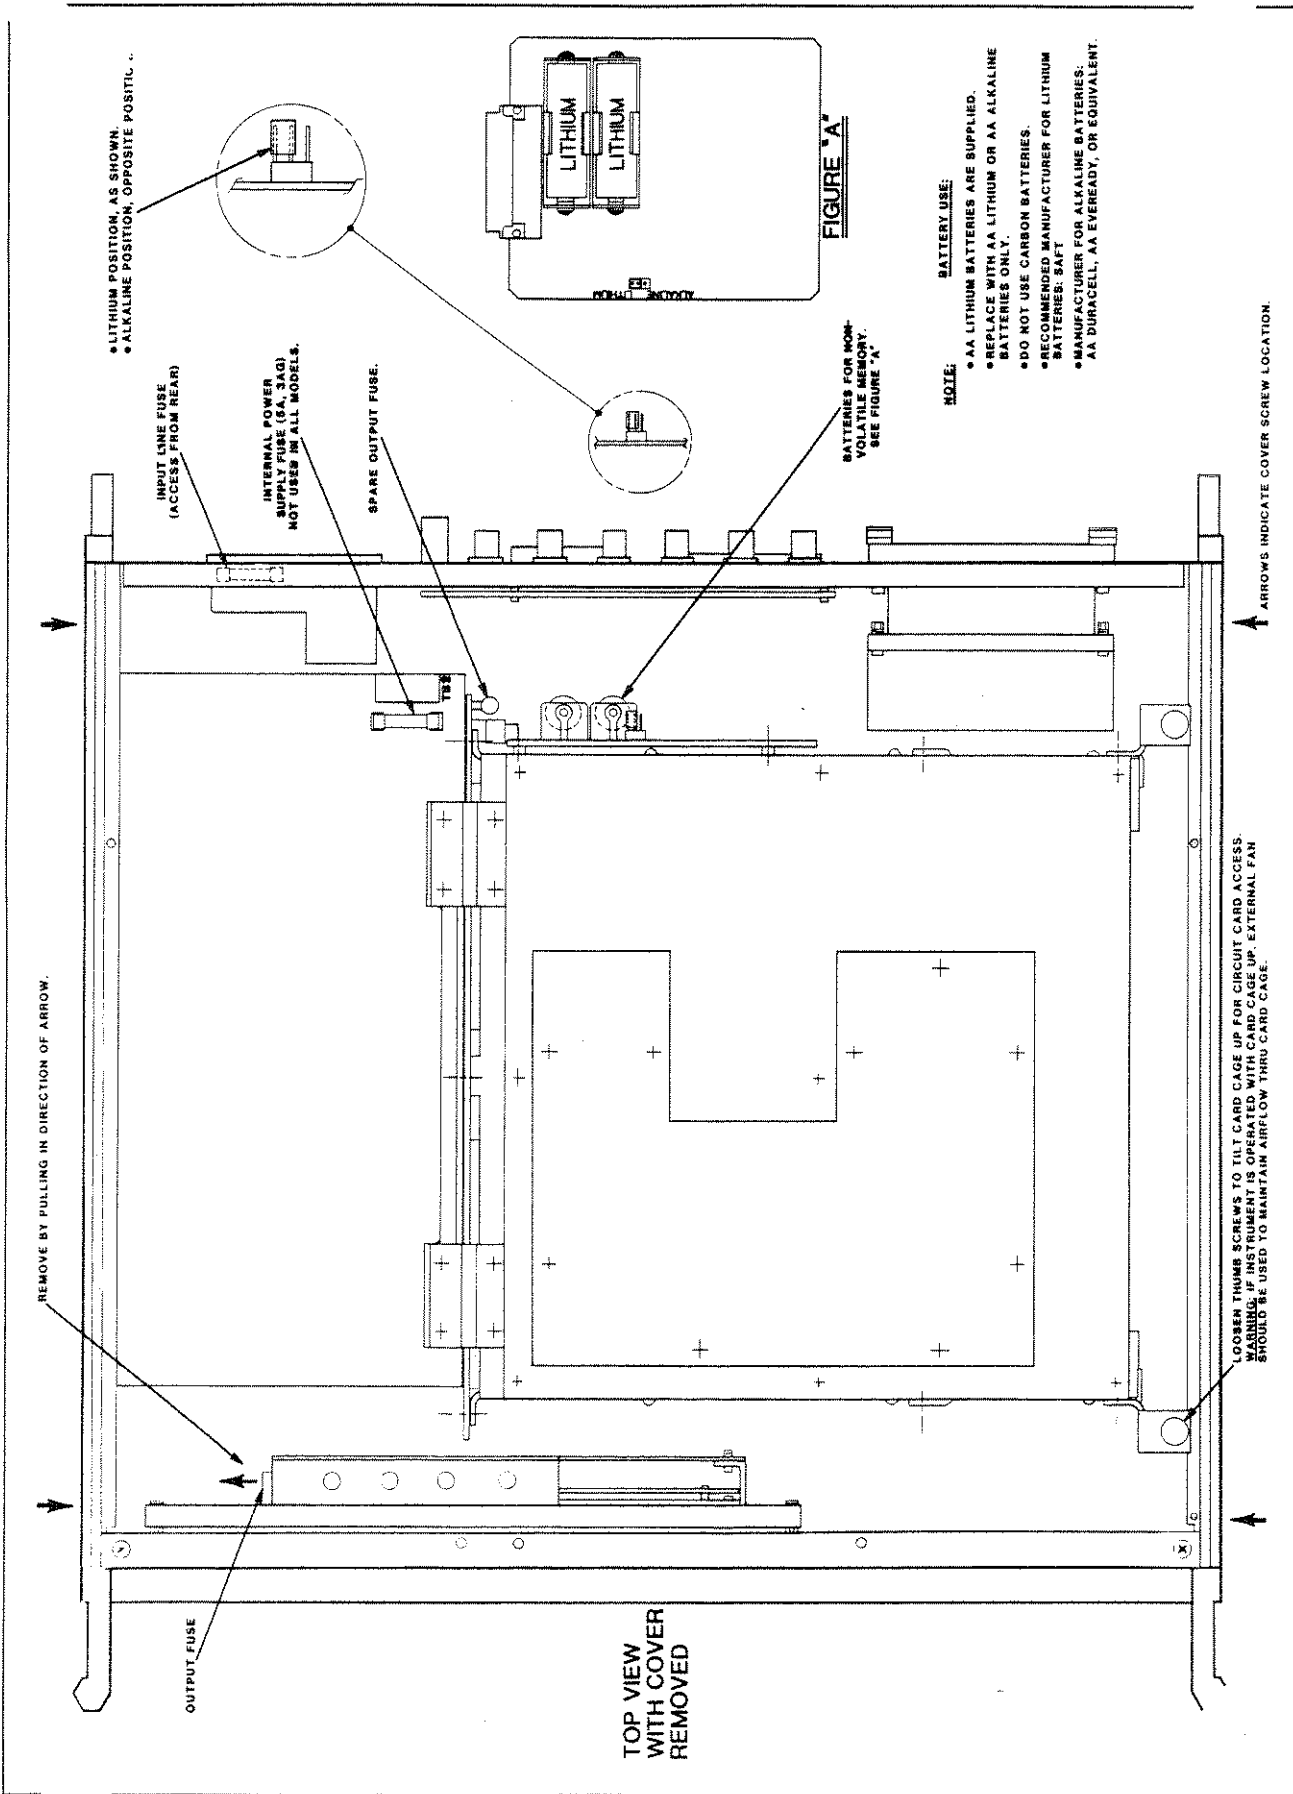 ● LITHIUM POSITION, AS SHOWN.
● ALKALINE POSITION, OPPOSITE
INPUT LINE FUSE
(ACCESS FROM REAR)
INTERNAL POWER
SUPPLY FUSE (5A, 3AG)
NOT USED IN ALL MODELS.
SPARE OUTPUT FUSE.
BATTERIES FOR NON-
VOLATILE MEMORY.
SEE FIGURE "A"
LITHIUM
LITHIUM
ALKALINE
LITHIUM
FIGURE "A"
NOTE:
BATTERY USE:
● AA LITHIUM BATTERIES ARE SUPPLIED.
● REPLACE WITH AA LITHIUM OR AA ALKALINE
BATTERIES ONLY.
● DO NOT USE CARBON BATTERIES.
● RECOMMENDED MANUFACTURER FOR LITHIUM
BATTERIES: SAFT
● MANUFACTURER FOR ALKALINE BATTERIES:
AA DURACELL, AA EVEREADY, OR EQUIVALENT.
ARROWS INDICATE COVER SCREW LOCATION.
TB2
REMOVE BY PULLING IN DIRECTION OF ARROW.
LOOSEN THUMB SCREWS TO TILT CARD CAGE UP FOR CIRCUIT CARD ACCESS.
WARNING: IF INSTRUMENT IS OPERATED WITH CARD CAGE UP, EXTERNAL FAN
SHOULD BE USED TO MAINTAIN AIRFLOW THRU CARD CAGE.
OUTPUT FUSE
TOP VIEW
WITH COVER
REMOVED